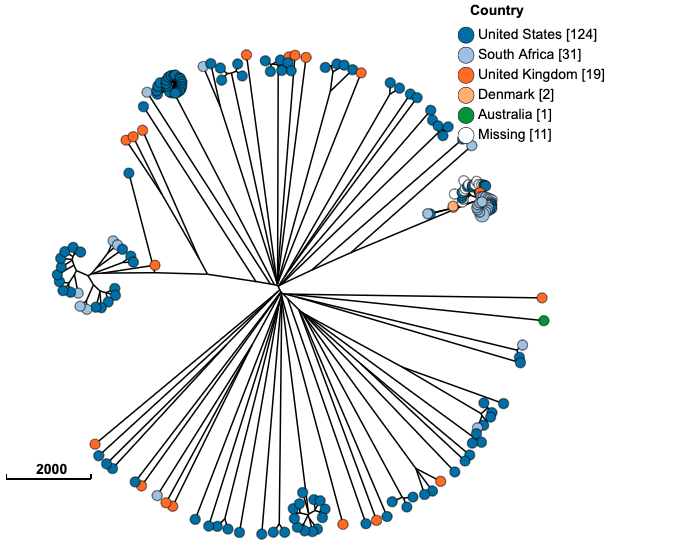 Country
United States [124]
South Africa [31]
United Kingdom [19]
Denmark [2]
Australia [1]
Missing [11]
2000